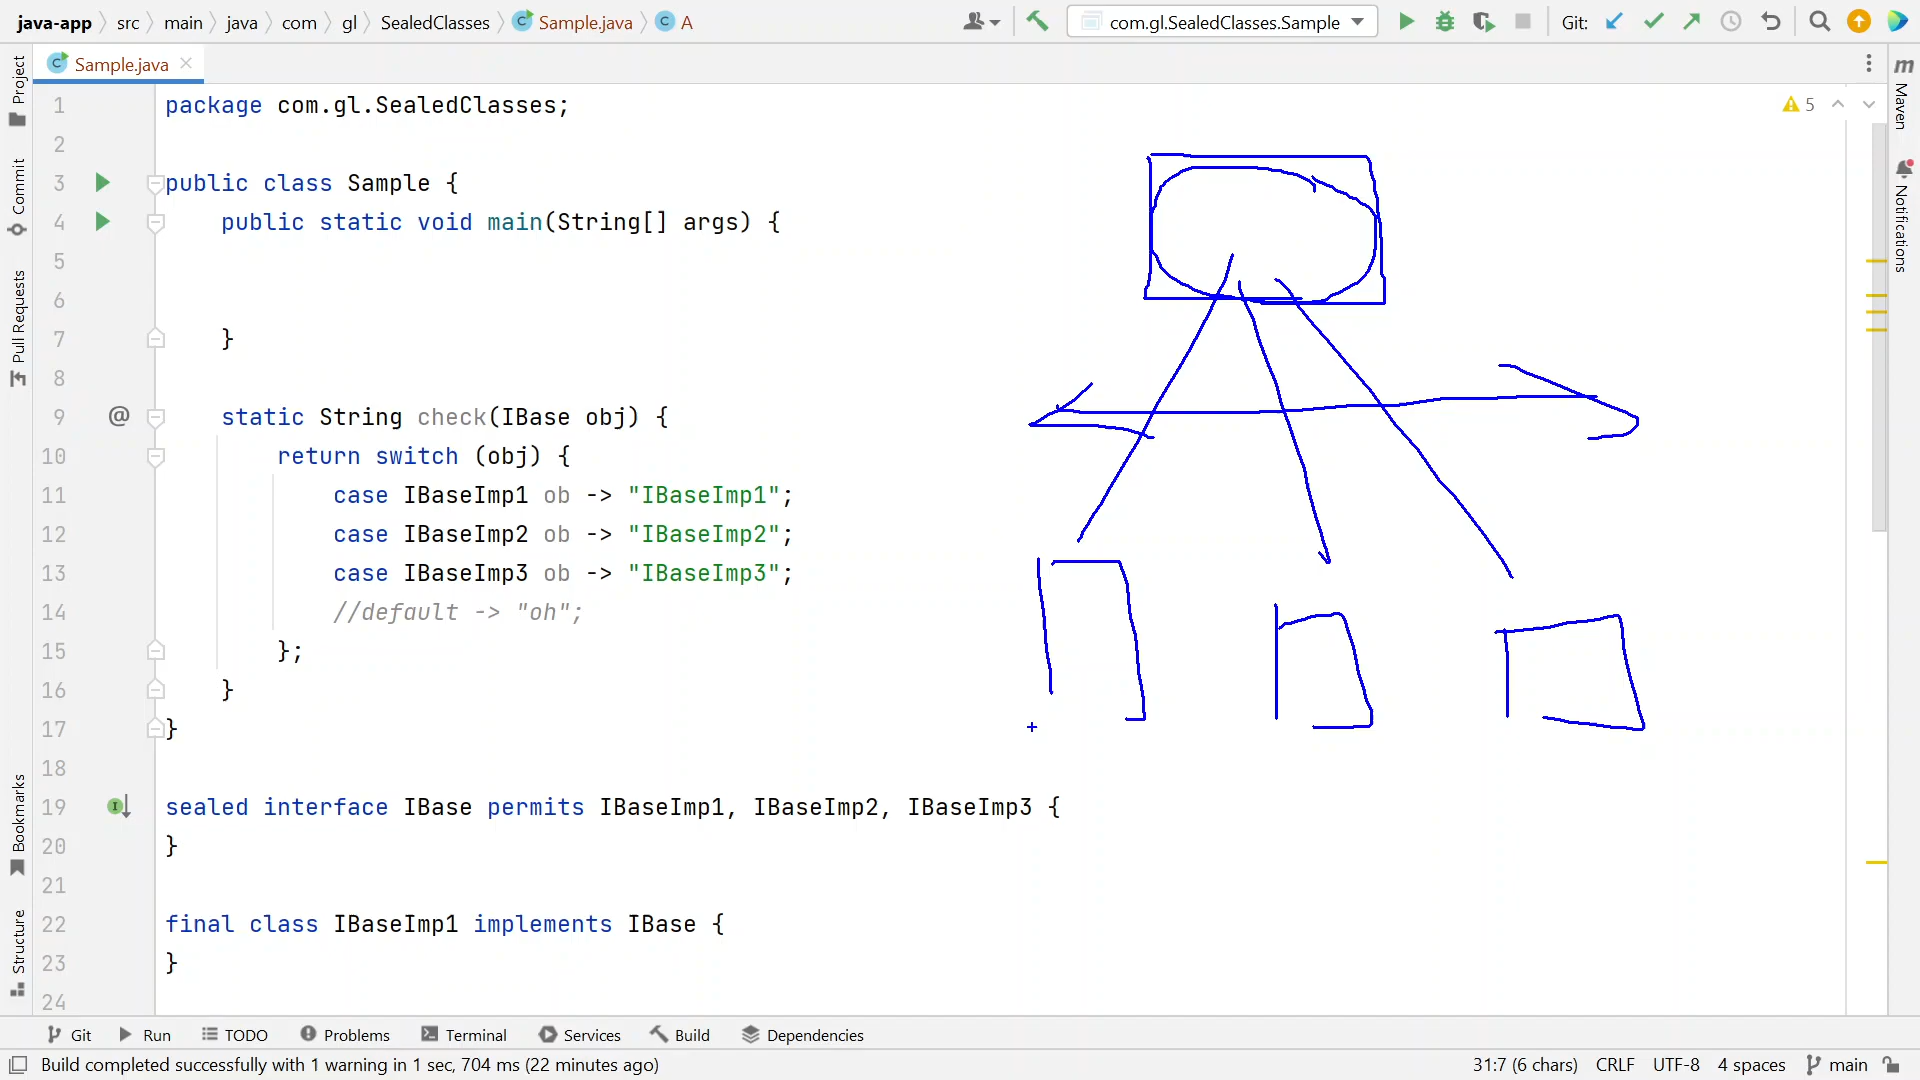 java-app src main java com gl SealedClasses Sample.java A com.gl.SealedClasses.Sample Git:
Sample.java
Project
Commit
Pull Requests
Bookmarks
Structure
m
Maven
Notifications
5
1 package com.gl.SealedClasses;
2
3 public class Sample {
4 public static void main(String[] args) {
5
6
7 }
8
9 @ static String check(IBase obj) {
10 return switch (obj) {
11 case IBaseImp1 ob -> "IBaseImp1";
12 case IBaseImp2 ob -> "IBaseImp2";
13 case IBaseImp3 ob -> "IBaseImp3";
14 //default -> "oh";
15 };
16 }
17 }
18
19 sealed interface IBase permits IBaseImp1, IBaseImp2, IBaseImp3 {
20 }
21
22 final class IBaseImp1 implements IBase {
23 }
24
Git Run TODO Problems Terminal Services Build Dependencies
Build completed successfully with 1 warning in 1 sec, 704 ms (22 minutes ago) 31:7 (6 chars) CRLF UTF-8 4 spaces main